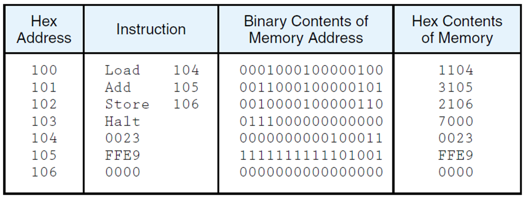 Hex Address Instruction Binary Contents of Memory Address Hex Contents of Memory
100 Load 104 0001000100000100 1104
101 Add 105 0011000100000101 3105
102 Store 106 0010000100000110 2106
103 Halt 0111000000000000 7000
104 0023 0000000000100011 0023
105 FFE9 1111111111101001 FFE9
106 0000 0000000000000000 0000